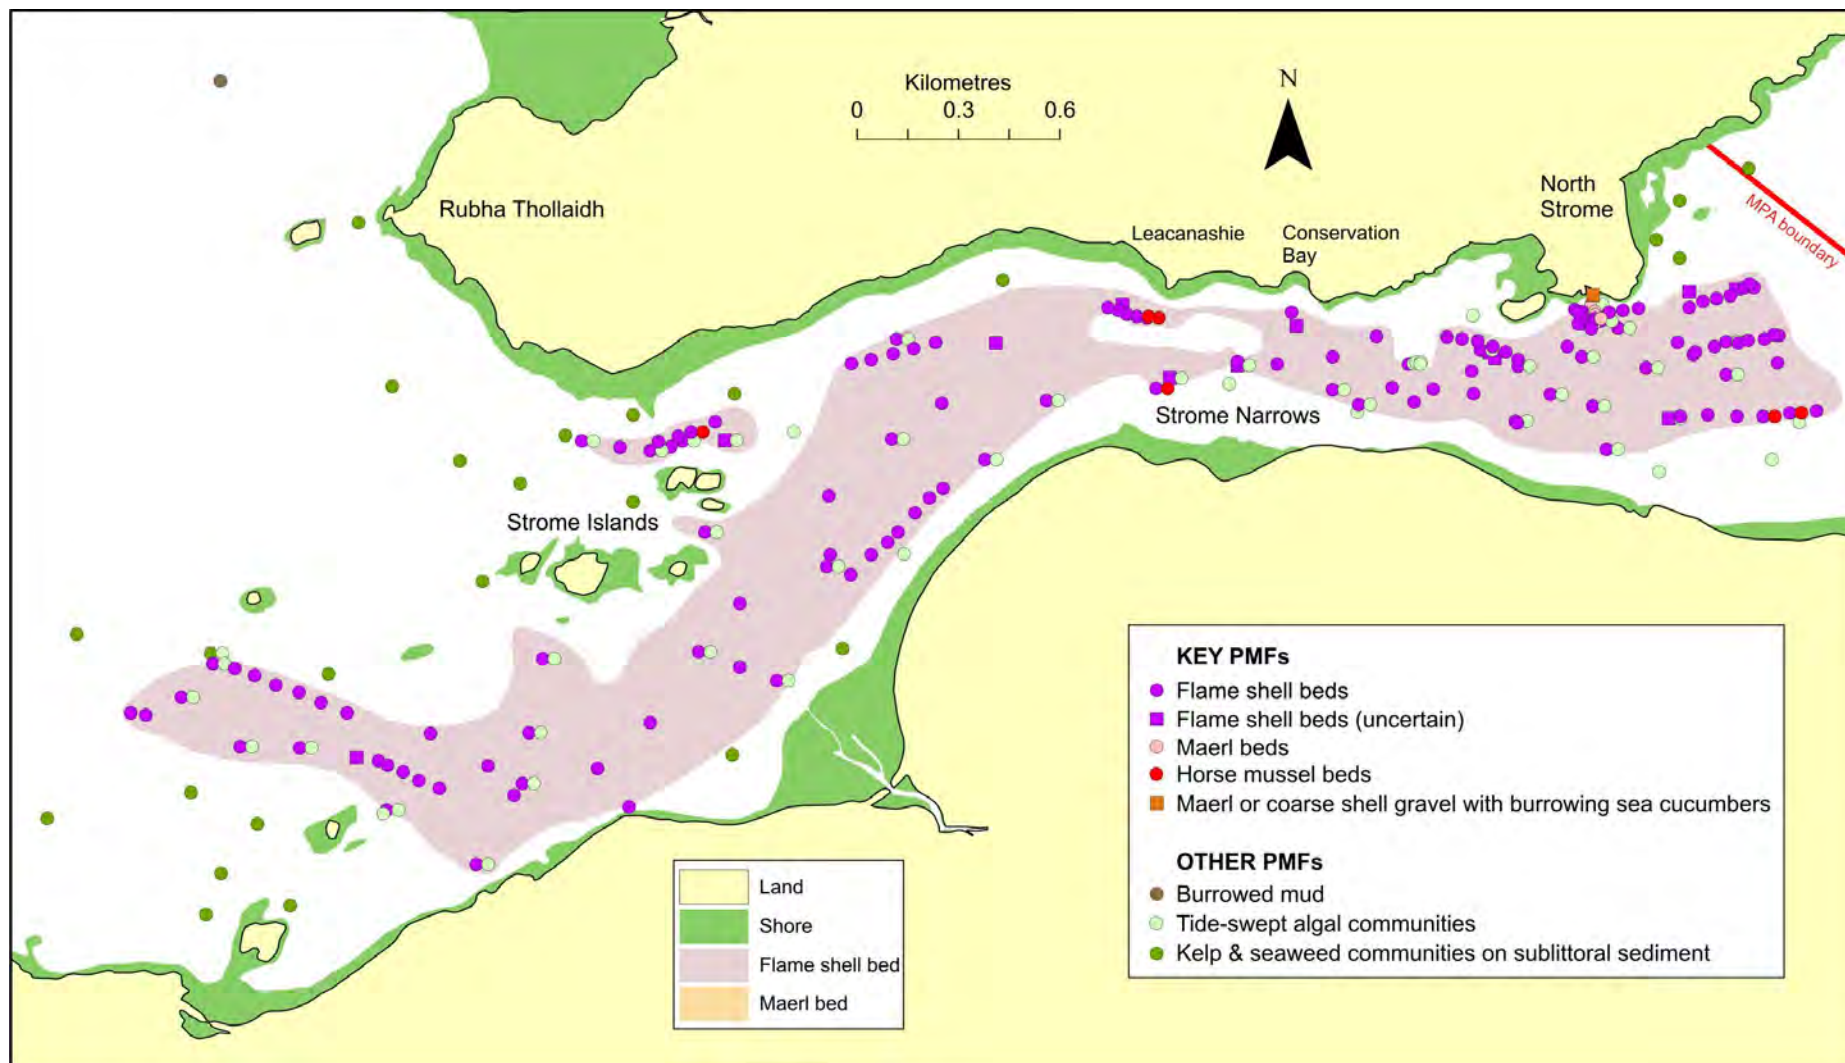 Kilometres
0 0.3 0.6
N
Rubha Thollaidh
North
Strome
MPA boundary
Leacanashie
Conservation
Bay
Strome Narrows
Strome Islands
KEY PMFs
Flame shell beds
Flame shell beds (uncertain)
Maerl beds
Horse mussel beds
Maerl or coarse shell gravel with burrowing sea cucumbers
OTHER PMFs
Burrowed mud
Tide-swept algal communities
Kelp & seaweed communities on sublittoral sediment
Land
Shore
Flame shell bed
Maerl bed